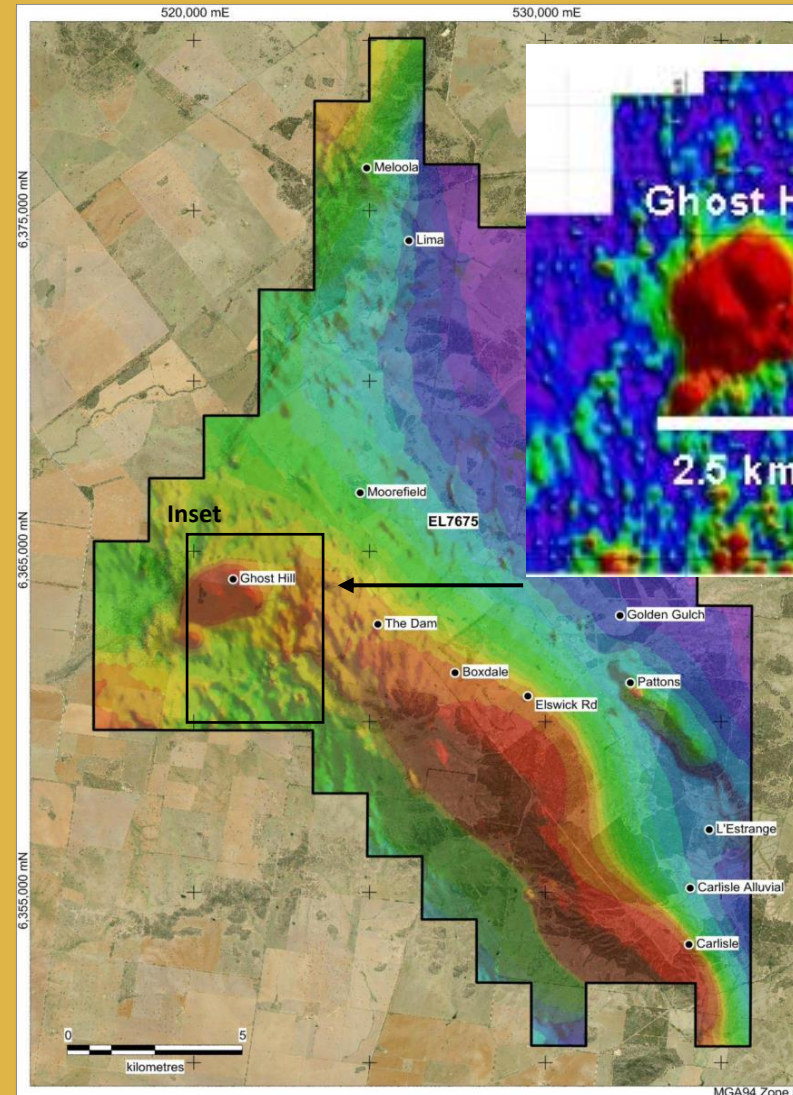 520,000 mE
530,000 mE
Meloola
6,375,000 mN
Ghost H
Lima
2.5 km
Moorefield
EL7675
Inset
6,365,000 mN
Ghost Hill
Golden Gulch
The Dam
Boxdale
Pattons
Elswick Rd
L'Estrange
6,355,000 mN
Carlisle Alluvial
Carlisle
0
5
kilometres
MGA94 Zone